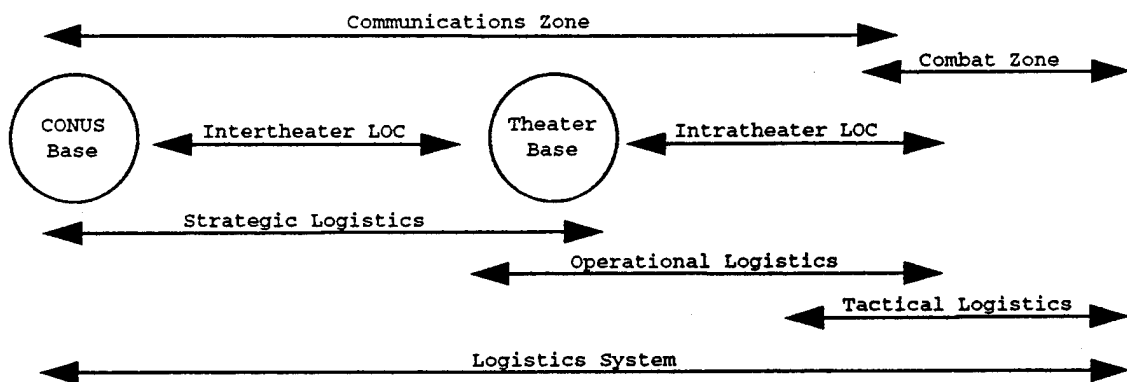 Communications Zone
Combat Zone
CONUS
Base
Intertheater LOC
Theater
Base
Intratheater LOC
Strategic Logistics
Operational Logistics
Tactical Logistics
Logistics System